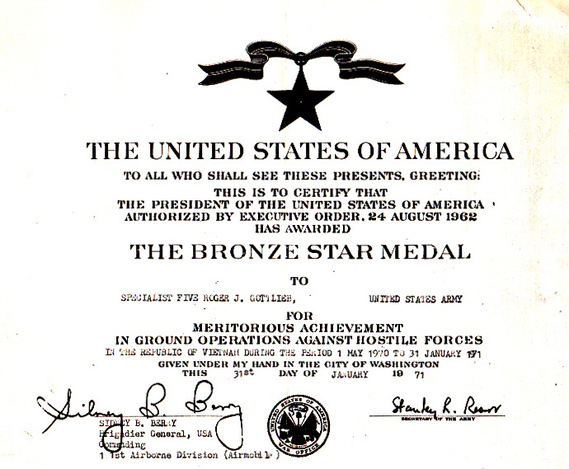 THE UNITED STATES OF AMERICA
TO ALL WHO SHALL SEE THESE PRESENTS, GREETING:
THIS IS TO CERTIFY THAT
THE PRESIDENT OF THE UNITED STATES OF AMERICA
AUTHORIZED BY EXECUTIVE ORDER, 24 AUGUST 1962
HAS AWARDED
THE BRONZE STAR MEDAL
TO
SPECIALIST FIVE ROGER J. GOTTLIEB, UNITED STATES ARMY
FOR
MERITORIOUS ACHIEVEMENT
IN GROUND OPERATIONS AGAINST HOSTILE FORCES
IN THE REPUBLIC OF VIETNAM DURING THE PERIOD 1 MAY 1970 TO 31 JANUARY 1971
GIVEN UNDER MY HAND IN THE CITY OF WASHINGTON
THIS 31st DAY OF JANUARY 19 71
Sidney B. Berry
SIDNEY B. BERRY
Brigadier General, USA
Commanding
1 1st Airborne Division (Airmobile)
UNITED STATES OF AMERICA
WAR OFFICE
Stanley R. Resor
SECRETARY OF THE ARMY